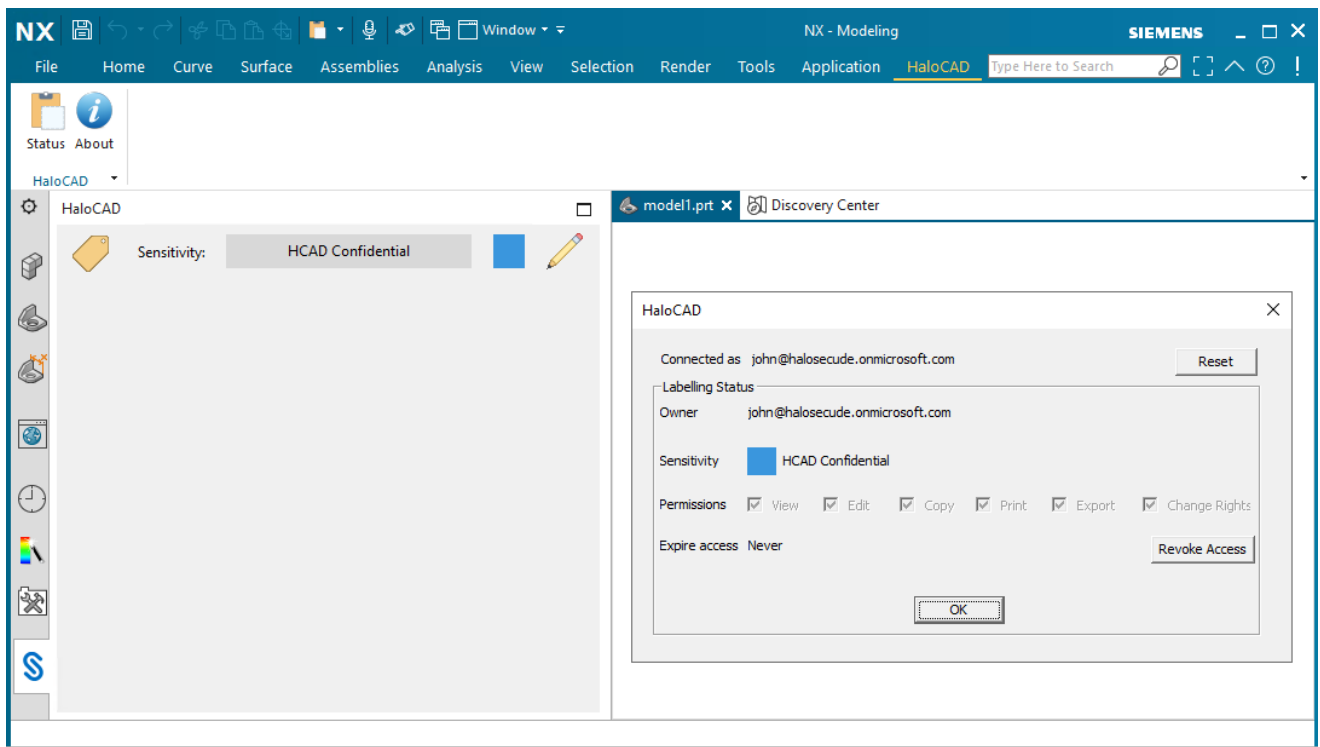 NX Window NX - Modeling SIEMENS
File Home Curve Surface Assemblies Analysis View Selection Render Tools Application HaloCAD Type Here to Search
Status About
HaloCAD
HaloCAD
Sensitivity: HCAD Confidential
model1.prt Discovery Center
HaloCAD
Connected as john@halosecude.onmicrosoft.com Reset
Labelling Status
Owner john@halosecude.onmicrosoft.com
Sensitivity HCAD Confidential
Permissions View Edit Copy Print Export Change Rights
Expire access Never Revoke Access
OK